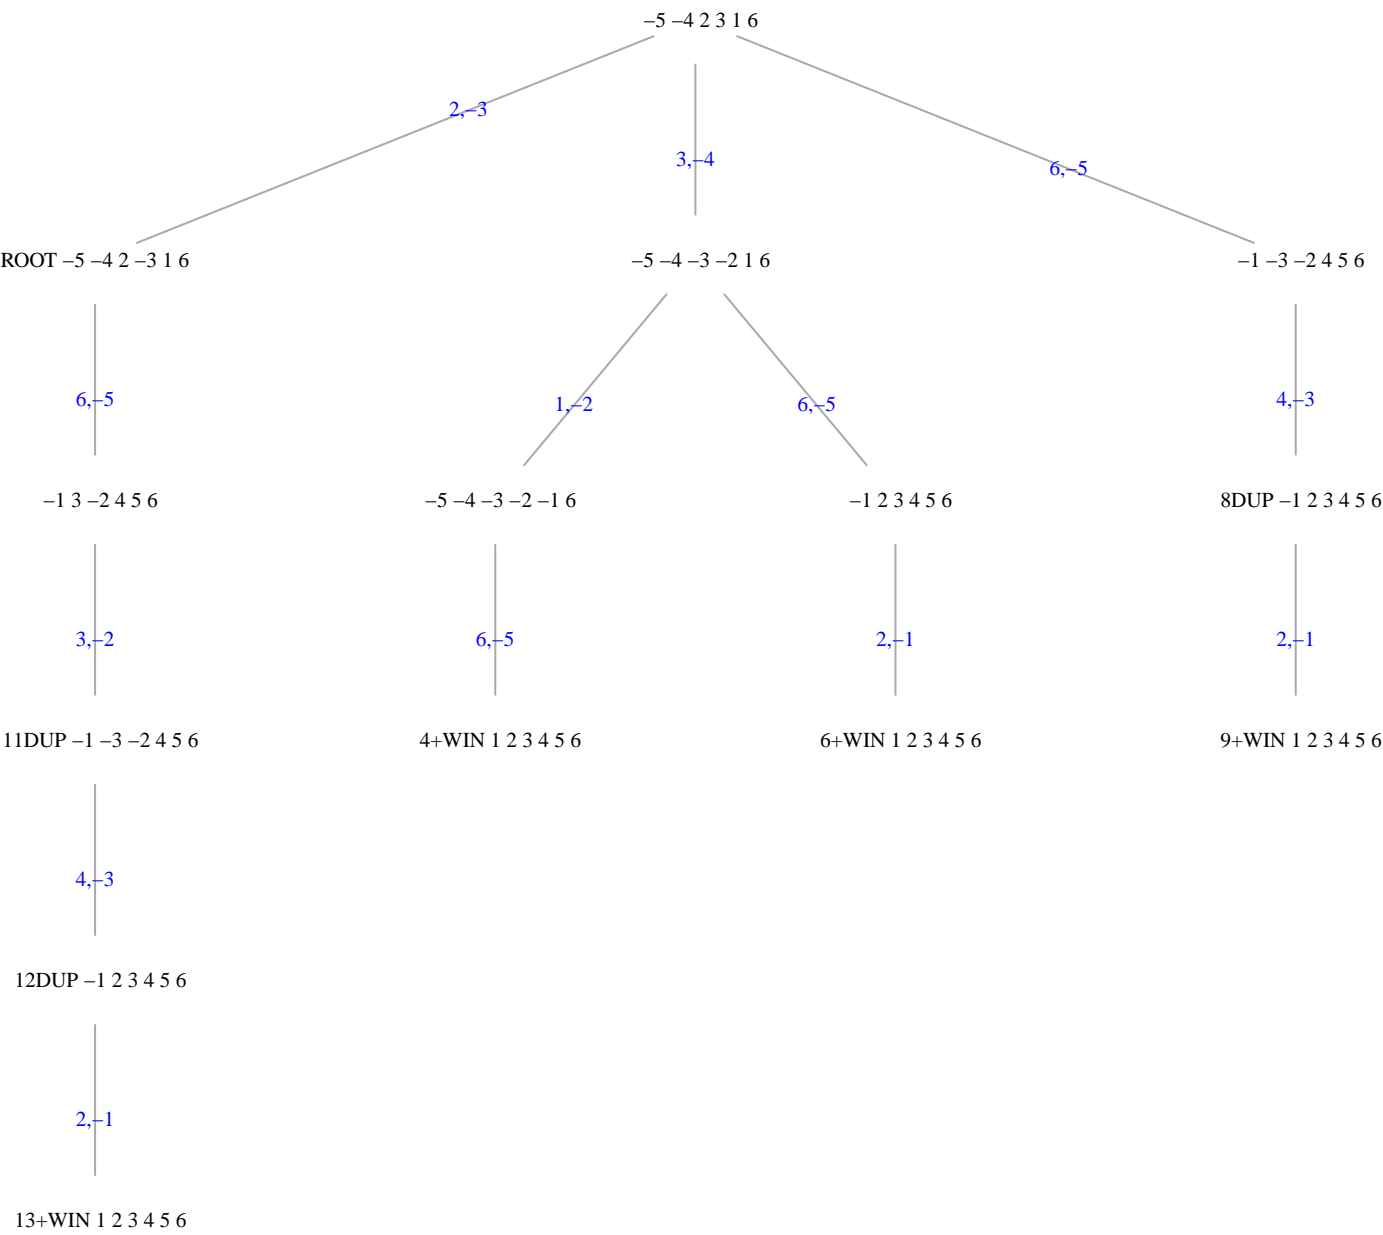 –5 –4 2 3 1 6
2,–3
3,–4
6,–5
ROOT –5 –4 2 –3 1 6
–5 –4 –3 –2 1 6
–1 –3 –2 4 5 6
6,–5
1,–2
6,–5
4,–3
–1 3 –2 4 5 6
–5 –4 –3 –2 –1 6
–1 2 3 4 5 6
8DUP –1 2 3 4 5 6
3,–2
6,–5
2,–1
2,–1
11DUP –1 –3 –2 4 5 6
4+WIN 1 2 3 4 5 6
6+WIN 1 2 3 4 5 6
9+WIN 1 2 3 4 5 6
4,–3
12DUP –1 2 3 4 5 6
2,–1
13+WIN 1 2 3 4 5 6